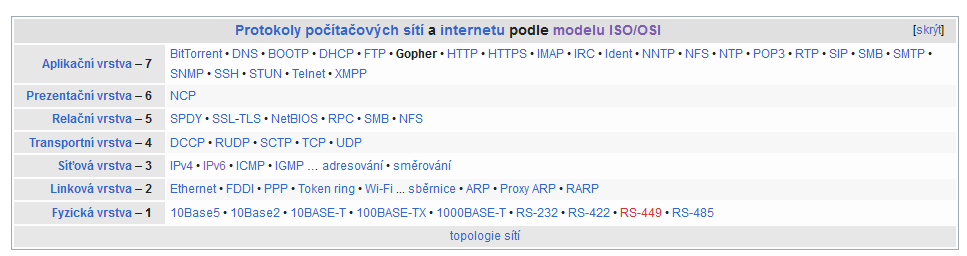 Protokoly počítačových sítí a internetu podle modelu ISO/OSI [skrýt]
Aplikační vrstva – 7 BitTorrent • DNS • BOOTP • DHCP • FTP • Gopher • HTTP • HTTPS • IMAP • IRC • Ident • NNTP • NFS • NTP • POP3 • RTP • SIP • SMB • SMTP •
SNMP • SSH • STUN • Telnet • XMPP
Prezentační vrstva – 6 NCP
Relační vrstva – 5 SPDY • SSL-TLS • NetBIOS • RPC • SMB • NFS
Transportní vrstva – 4 DCCP • RUDP • SCTP • TCP • UDP
Síťová vrstva – 3 IPv4 • IPv6 • ICMP • IGMP ... adresování • směrování
Linková vrstva – 2 Ethernet • FDDI • PPP • Token ring • Wi-Fi ... sběrnice • ARP • Proxy ARP • RARP
Fyzická vrstva – 1 10Base5 • 10Base2 • 10BASE-T • 100BASE-TX • 1000BASE-T • RS-232 • RS-422 • RS-449 • RS-485
topologie sítí